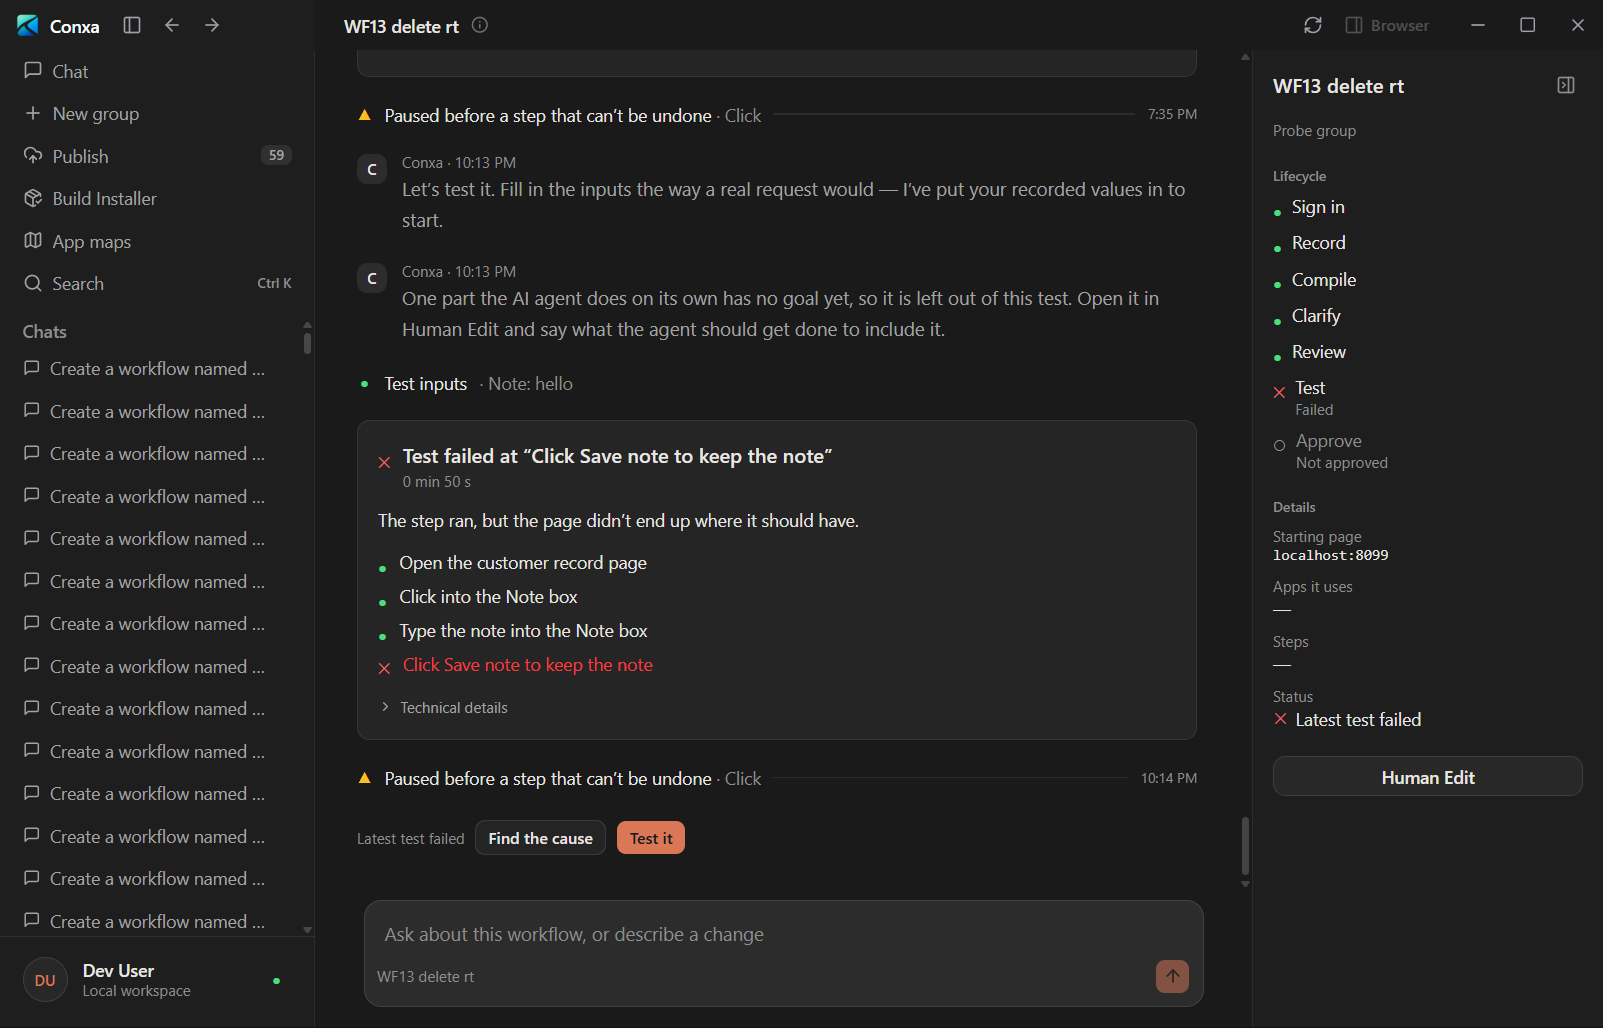 Conxa
WF13 delete rt
Browser
Chat
New group
Publish 59
Build Installer
App maps
Search Ctrl K
Chats
Create a workflow named ...
Create a workflow named ...
Create a workflow named ...
Create a workflow named ...
Create a workflow named ...
Create a workflow named ...
Create a workflow named ...
Create a workflow named ...
Create a workflow named ...
Create a workflow named ...
Create a workflow named ...
Create a workflow named ...
Create a workflow named ...
Create a workflow named ...
DU
Dev User
Local workspace
Paused before a step that can’t be undone · Click 7:35 PM
C
Conxa · 10:13 PM
Let’s test it. Fill in the inputs the way a real request would — I’ve put your recorded values in to
start.
C
Conxa · 10:13 PM
One part the AI agent does on its own has no goal yet, so it is left out of this test. Open it in
Human Edit and say what the agent should get done to include it.
Test inputs · Note: hello
Test failed at “Click Save note to keep the note”
0 min 50 s
The step ran, but the page didn’t end up where it should have.
Open the customer record page
Click into the Note box
Type the note into the Note box
Click Save note to keep the note
Technical details
Paused before a step that can’t be undone · Click 10:14 PM
Latest test failed Find the cause Test it
Ask about this workflow, or describe a change
WF13 delete rt
WF13 delete rt
Probe group
Lifecycle
Sign in
Record
Compile
Clarify
Review
Test
Failed
Approve
Not approved
Details
Starting page
localhost:8099
Apps it uses
—
Steps
—
Status
Latest test failed
Human Edit